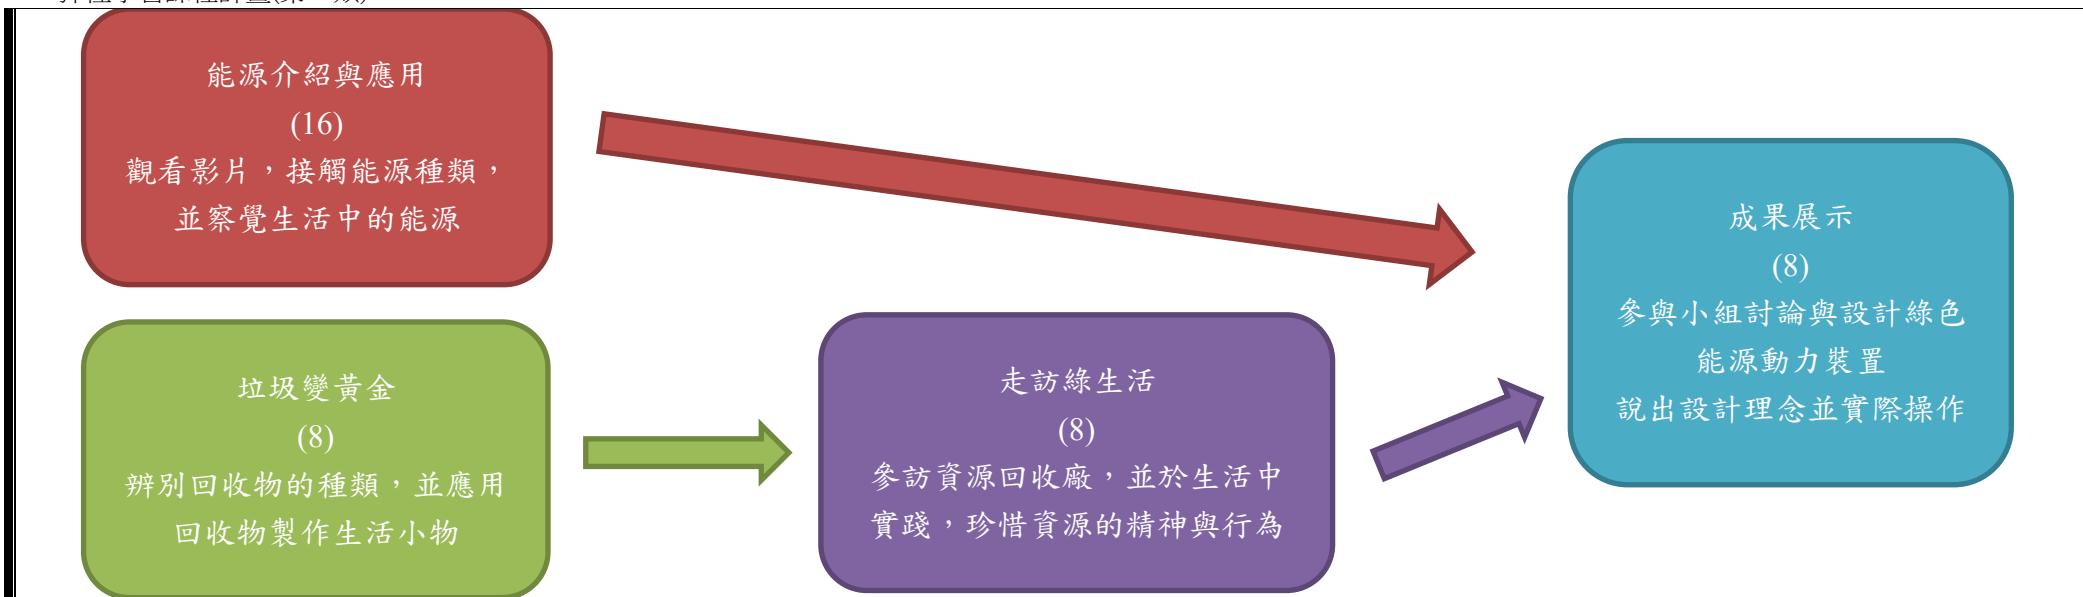 能源介紹與應用
(16)
觀看影片，接觸能源種類，
並察覺生活中的能源
垃圾變黃金
(8)
辨別回收物的種類，並應用
回收物製作生活小物
走訪綠生活
(8)
參訪資源回收廠，並於生活中
實踐，珍惜資源的精神與行為
成果展示
(8)
參與小組討論與設計綠色
能源動力裝置
說出設計理念並實際操作